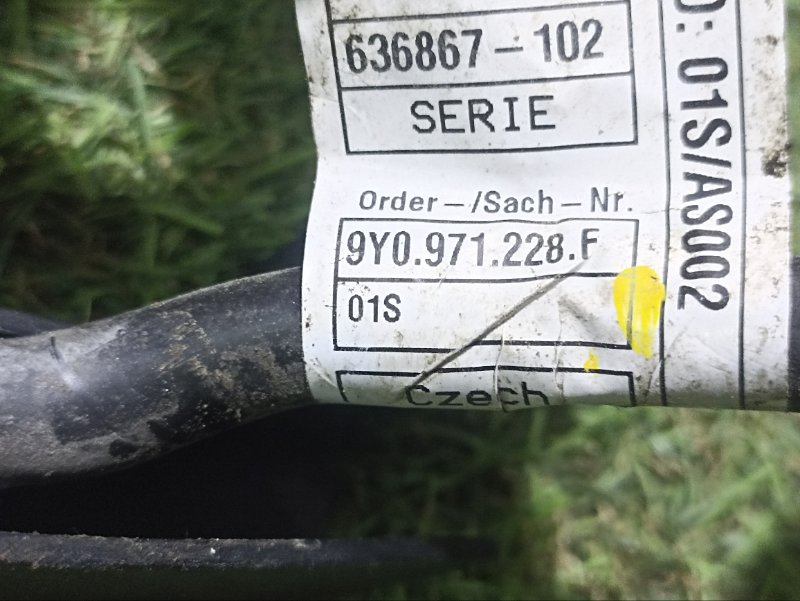 636867-102
SERIE
Order-/Sach-Nr.
9Y0.971.228.F
01S
Czech
: 01S/AS002